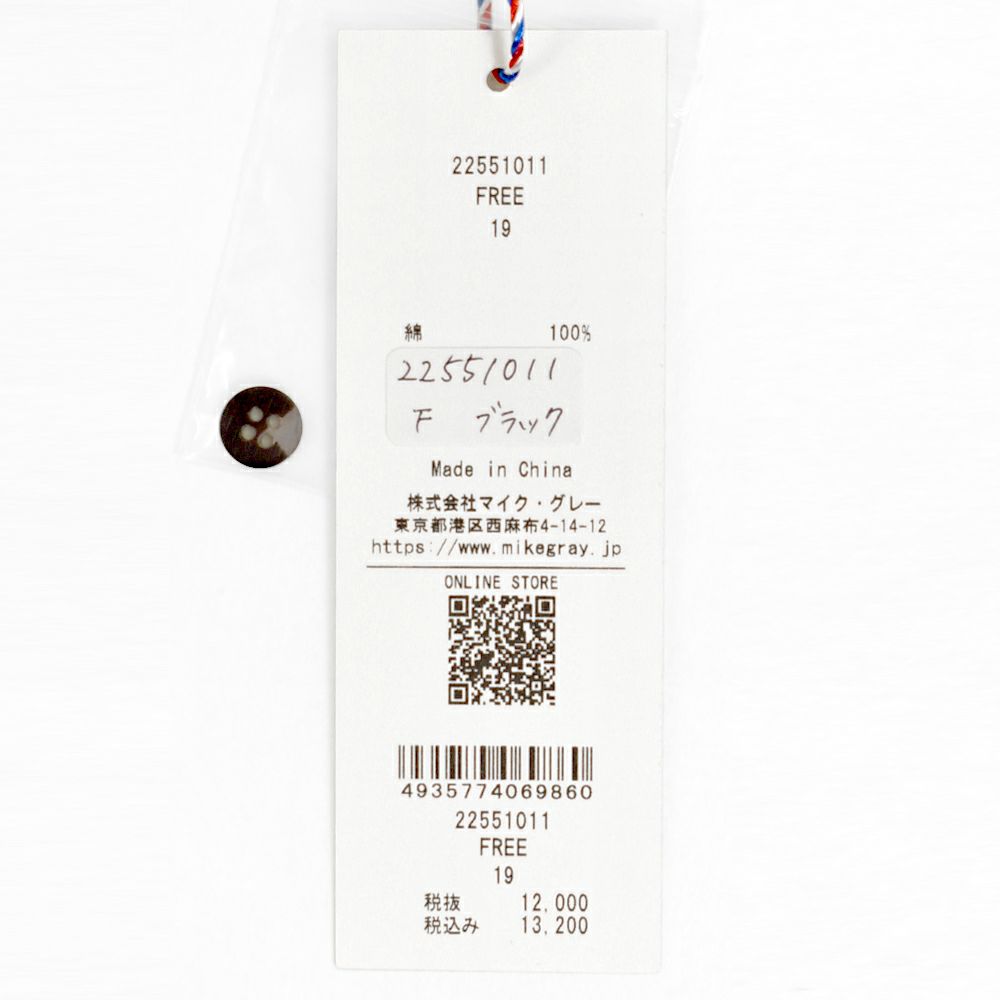 22551011
FREE
19
綿 100%
22551011
F ブラック
Made in China
株式会社マイク・グレー
東京都港区西麻布4-14-12
https://www.mikegray.jp
ONLINE STORE
4935774069860
22551011
FREE
19
税抜 12,000
税込み 13,200